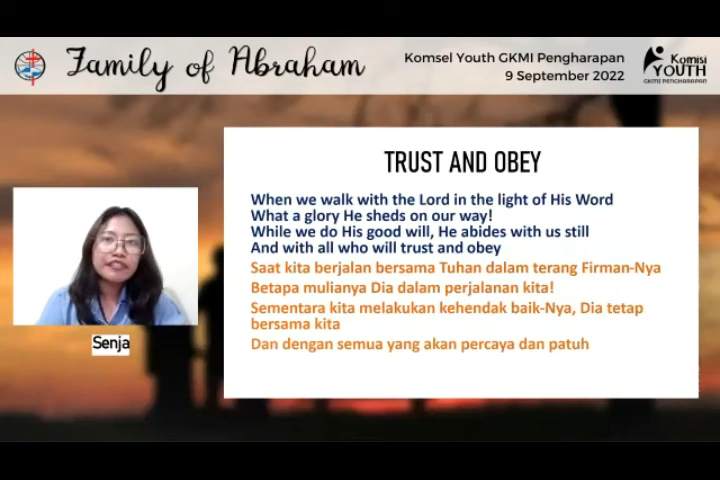 Family of Abraham
Komsel Youth GKMI Pengharapan
9 September 2022
Komisi
YOUTH
GKMI PENGHARAPAN
TRUST AND OBEY
When we walk with the Lord in the light of His Word
What a glory He sheds on our way!
While we do His good will, He abides with us still
And with all who will trust and obey
Saat kita berjalan bersama Tuhan dalam terang Firman-Nya
Betapa mulianya Dia dalam perjalanan kita!
Sementara kita melakukan kehendak baik-Nya, Dia tetap
bersama kita
Dan dengan semua yang akan percaya dan patuh
Senja